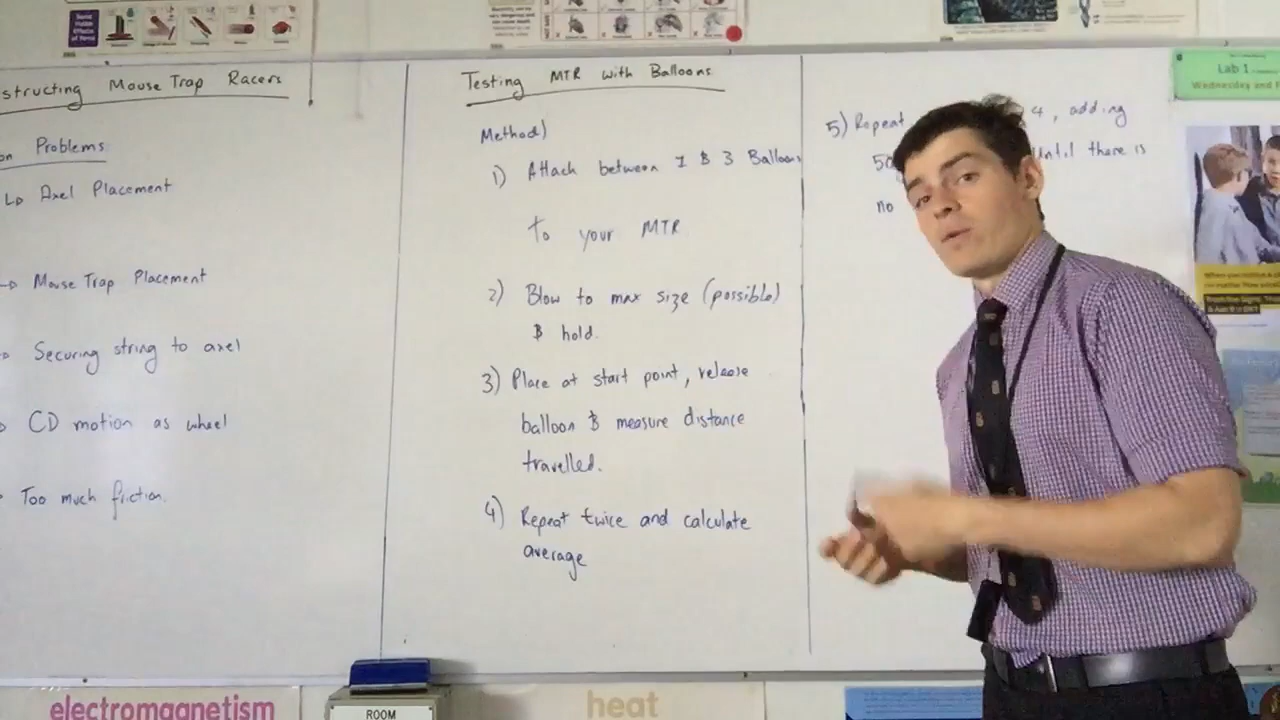 structing Mouse Trap Racers
on Problems
Axel Placement
Mouse Trap Placement
Securing string to axel
CD motion as wheel
Too much friction.
Testing MTR with Balloons
Method)
1) Attach between 1 & 3 Balloons
to your MTR
2) Blow to max size (possible)
& hold.
3) Place at start point, release
balloon & measure distance
travelled.
4) Repeat twice and calculate
average
5) Repeat 4, adding
50 Until there is
no
Lab 1
Wednesday and
electromagnetism
ROOM
heat